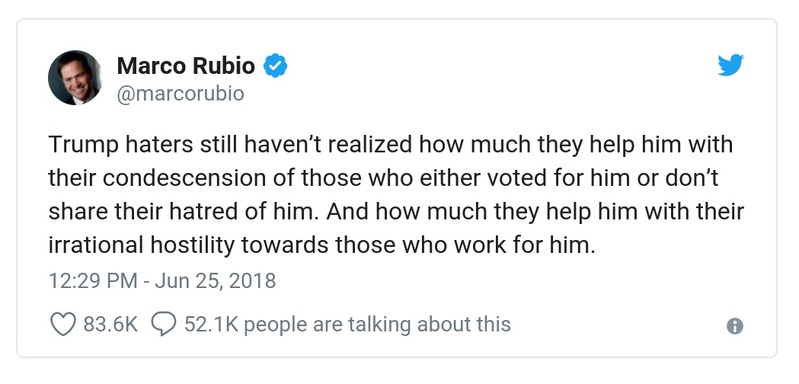 Marco Rubio
@marcorubio
Trump haters still haven’t realized how much they help him with
their condescension of those who either voted for him or don’t
share their hatred of him. And how much they help him with their
irrational hostility towards those who work for him.
12:29 PM - Jun 25, 2018
83.6K 52.1K people are talking about this